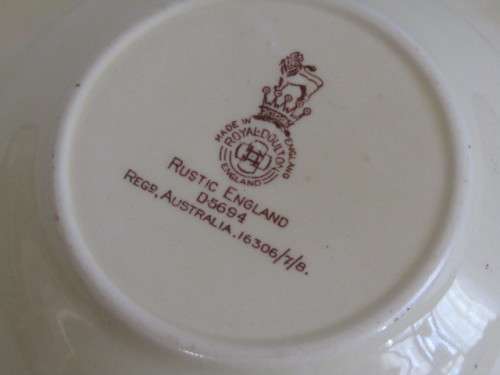 MADE IN ENGLAND
ROYAL DOULTON
ENGLAND
RUSTIC ENGLAND
D5694
REGD. AUSTRALIA. 16306/7/8.